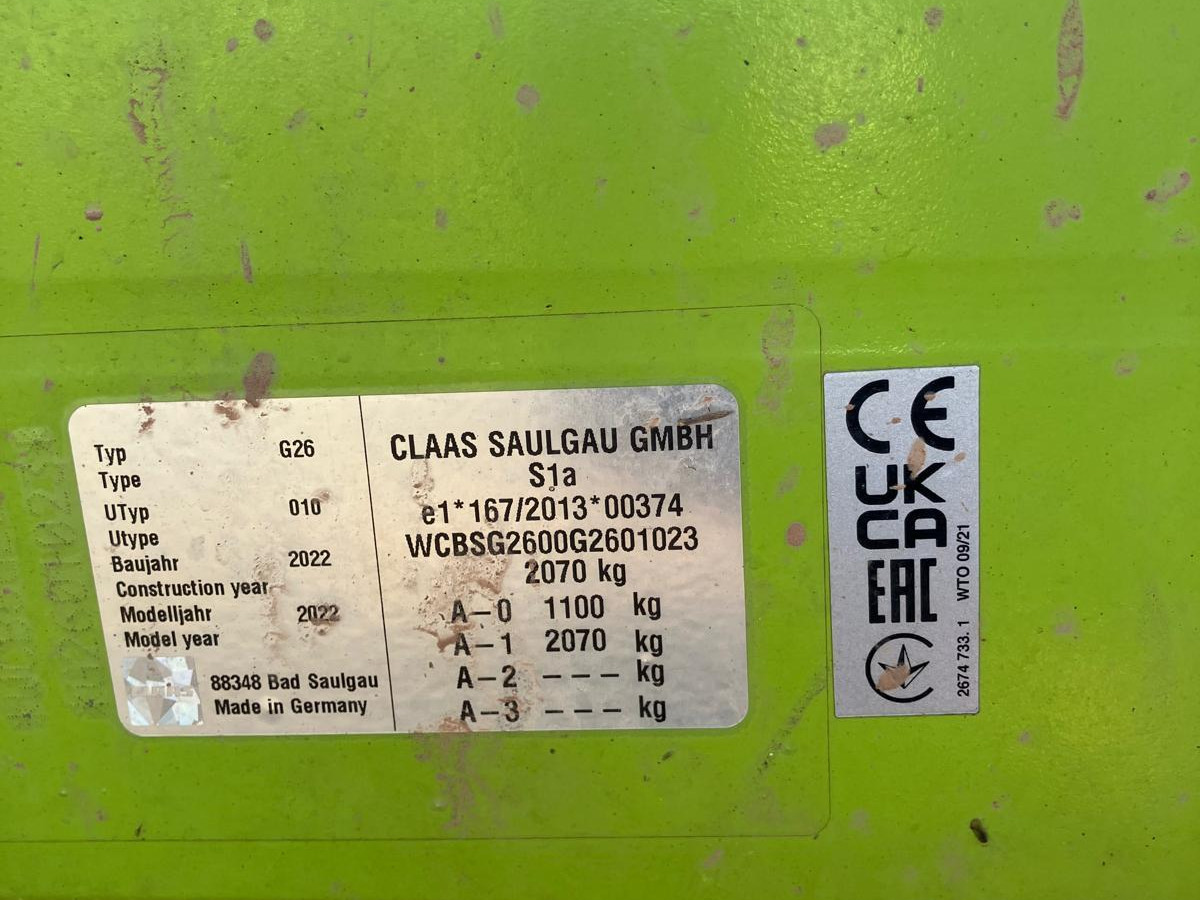 Typ G26
Type
UTyp 010
Utype
Baujahr 2022
Construction year
Modelljahr 2022
Model year
88348 Bad Saulgau
Made in Germany
CLAAS SAULGAU GMBH
S1a
e1*167/2013*00374
WCBSG2600G2601023
2070 kg
A-0 1100 kg
A-1 2070 kg
A-2 --- kg
A-3 --- kg
CE
UK
CA
EAC
2674 733. 1 WTO 09/21